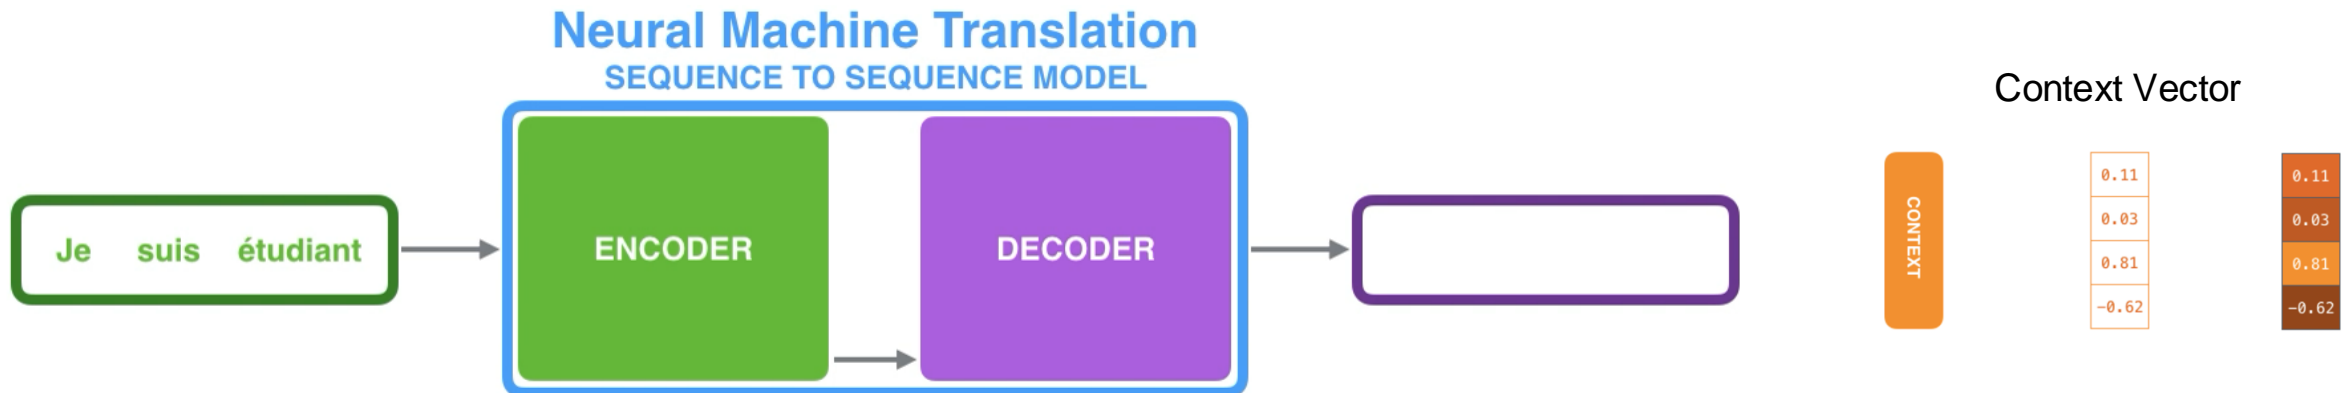 Neural Machine Translation
SEQUENCE TO SEQUENCE MODEL
Je suis étudiant
ENCODER
DECODER
Context Vector
CONTEXT
0.11
0.03
0.81
-0.62
0.11
0.03
0.81
-0.62